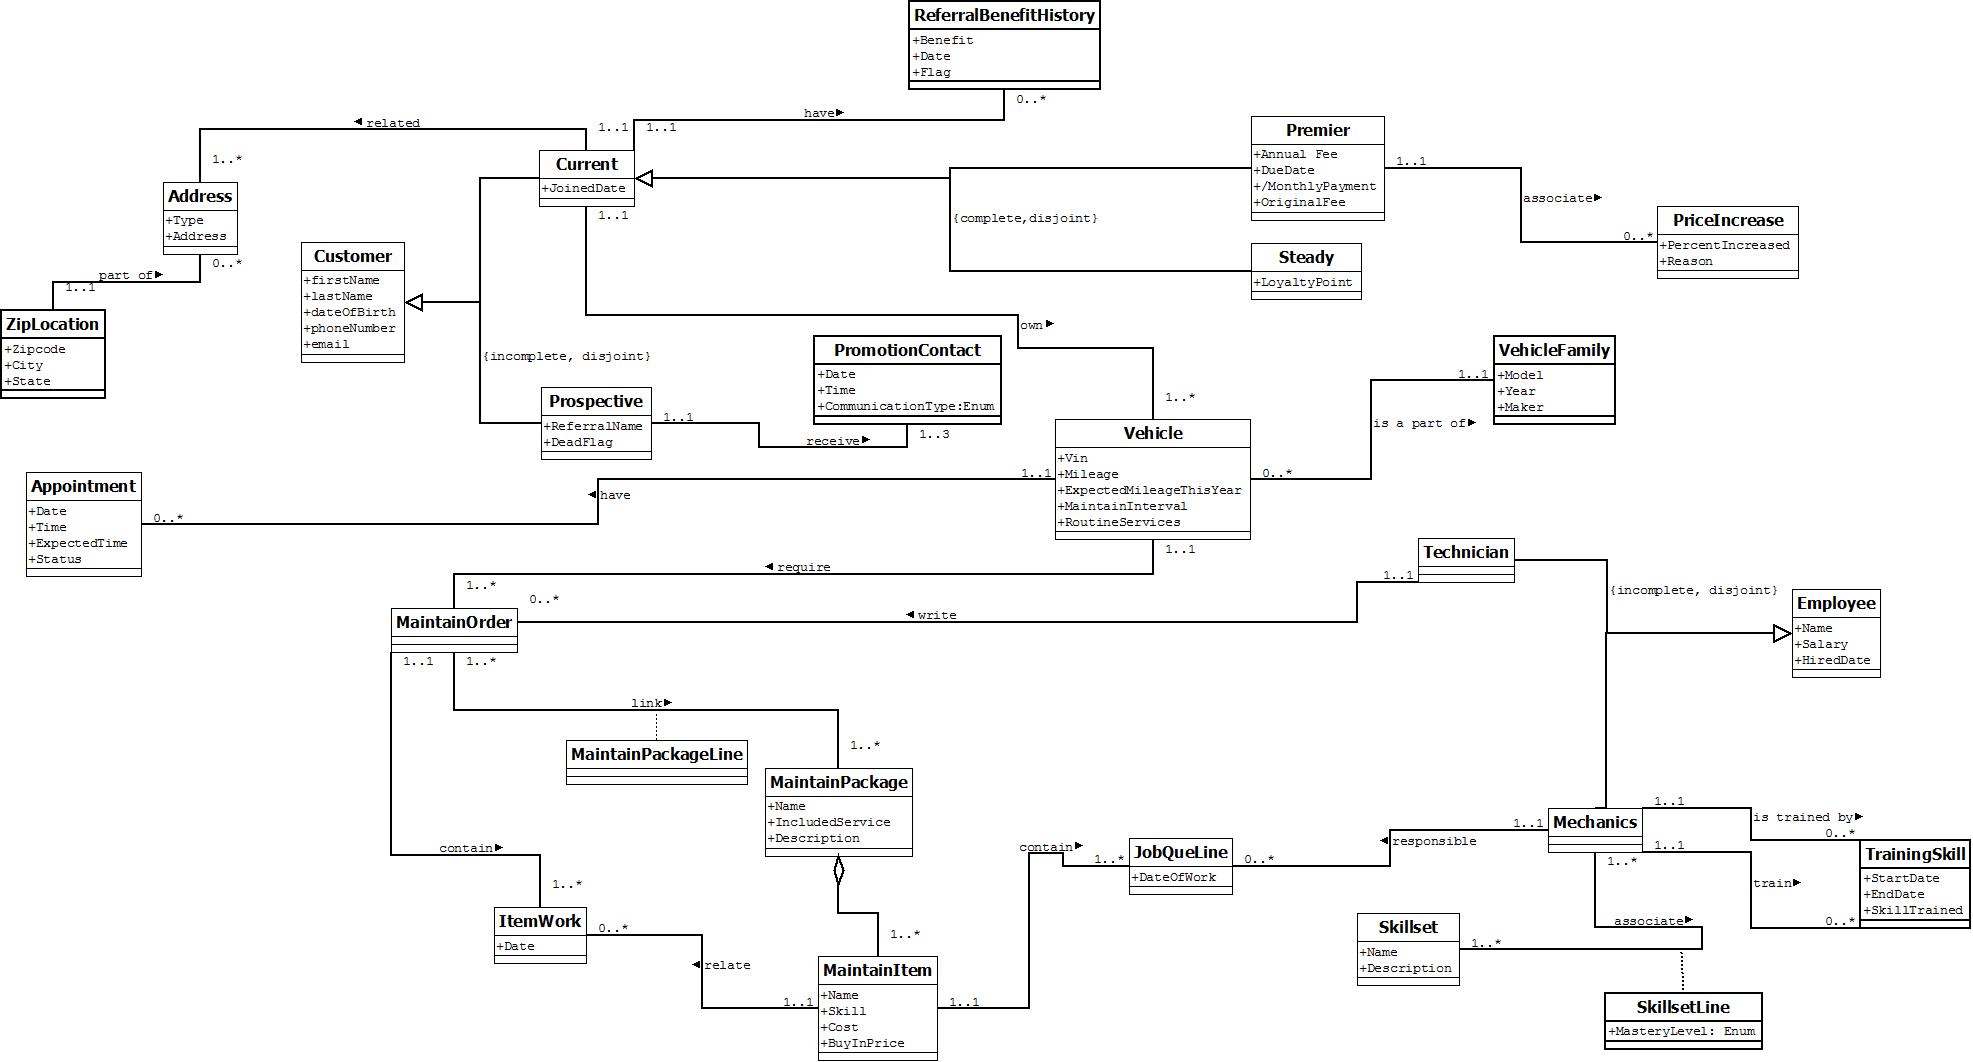 ReferralBenefitHistory
+Benefit
+Date
+Flag
0..*
have
1..1
1..1
related
1..*
Current
+JoinedDate
1..1
Address
+Type
+Address
0..*
part of
1..1
ZipLocation
+Zipcode
+City
+State
Customer
+firstName
+lastName
+dateOfBirth
+phoneNumber
+email
{incomplete, disjoint}
{complete,disjoint}
Premier
+Annual Fee
+DueDate
+/MonthlyPayment
+OriginalFee
1..1
associate
0..*
PriceIncrease
+PercentIncreased
+Reason
Steady
+LoyaltyPoint
own
1..*
Prospective
+ReferralName
+DeadFlag
1..1
receive
1..3
PromotionContact
+Date
+Time
+CommunicationType:Enum
VehicleFamily
+Model
+Year
+Maker
1..1
is a part of
0..*
Vehicle
+Vin
+Mileage
+ExpectedMileageThisYear
+MaintainInterval
+RoutineServices
1..1
have
0..*
Appointment
+Date
+Time
+ExpectedTime
+Status
1..1
require
1..*
0..*
MaintainOrder
write
1..1
Technician
{incomplete, disjoint}
Employee
+Name
+Salary
+HiredDate
1..1
1..*
link
MaintainPackageLine
1..*
MaintainPackage
+Name
+IncludedService
+Description
contain
1..*
ItemWork
+Date
0..*
relate
1..1
1..*
MaintainItem
+Name
+Skill
+Cost
+BuyInPrice
1..1
contain
1..*
JobQueLine
+DateOfWork
0..*
responsible
1..1
Mechanics
1..1
is trained by
0..*
1..1
train
0..*
TrainingSkill
+StartDate
+EndDate
+SkillTrained
1..*
associate
1..*
Skillset
+Name
+Description
SkillsetLine
+MasteryLevel: Enum